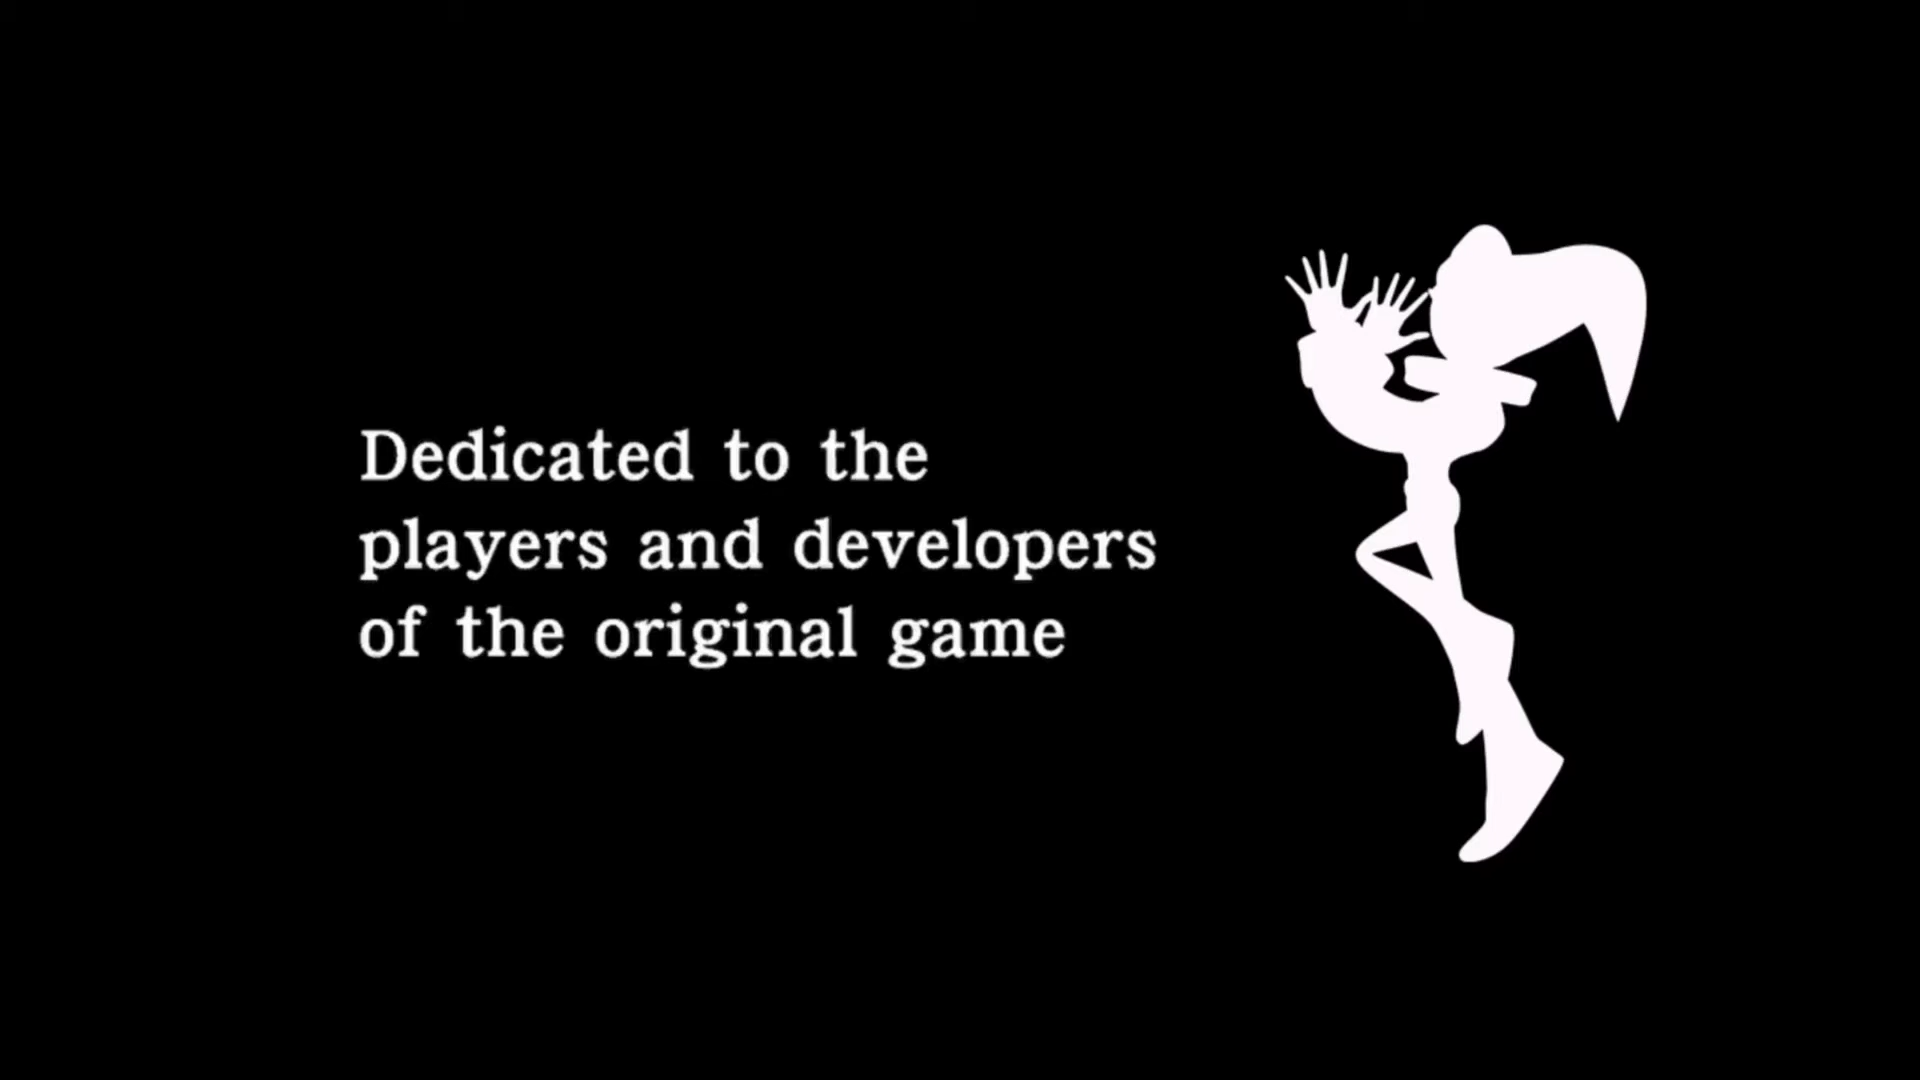 Dedicated to the
players and developers
of the original game